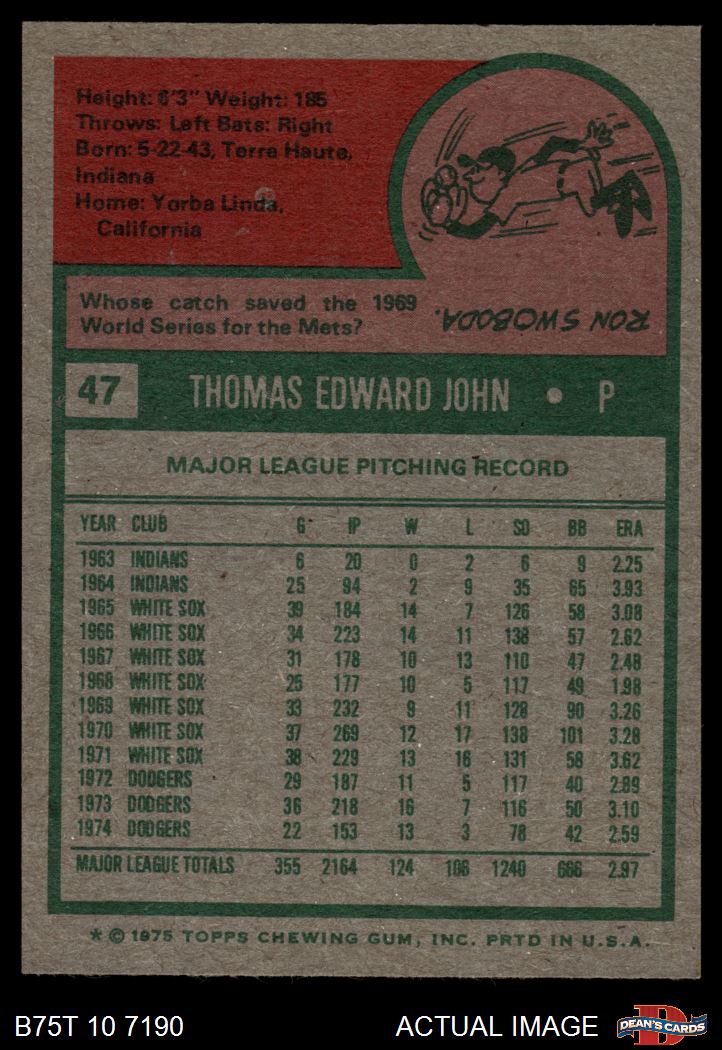 Height: 6'3" Weight: 185
Throws: Left Bats: Right
Born: 5-22-43, Terre Haute,
Indiana
Home: Yorba Linda,
California
Whose catch saved the 1969
World Series for the Mets?
RON SWOBODA.
47 THOMAS EDWARD JOHN • P
MAJOR LEAGUE PITCHING RECORD
YEAR CLUB G IP W L SO BB ERA
1963 INDIANS 6 20 0 2 6 9 2.25
1964 INDIANS 25 94 2 9 35 65 3.93
1965 WHITE SOX 39 184 14 7 126 58 3.08
1966 WHITE SOX 34 223 14 11 138 57 2.62
1967 WHITE SOX 31 178 10 13 110 47 2.48
1968 WHITE SOX 25 177 10 5 117 49 1.98
1969 WHITE SOX 33 232 9 11 128 90 3.26
1970 WHITE SOX 37 269 12 17 138 101 3.28
1971 WHITE SOX 38 229 13 16 131 58 3.62
1972 DODGERS 29 187 11 5 117 40 2.89
1973 DODGERS 36 218 16 7 116 50 3.10
1974 DODGERS 22 153 13 3 78 42 2.59
MAJOR LEAGUE TOTALS 355 2164 124 106 1240 666 2.97
* © 1975 TOPPS CHEWING GUM, INC. PRTD IN U.S.A.
B75T 10 7190 ACTUAL IMAGE D DEAN'S CARDS